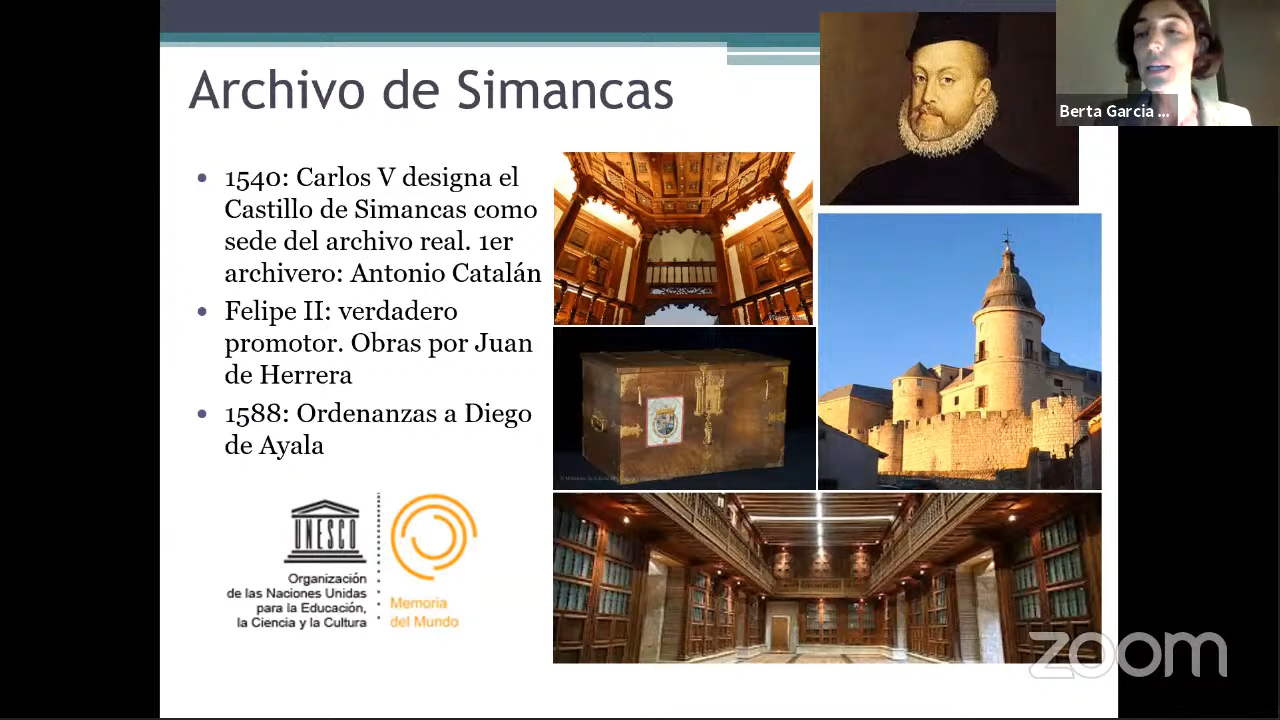 Archivo de Simancas
Berta Garcia ...
• 1540: Carlos V designa el
Castillo de Simancas como
sede del archivo real. 1er
archivero: Antonio Catalán
• Felipe II: verdadero
promotor. Obras por Juan
de Herrera
• 1588: Ordenanzas a Diego
de Ayala
UNESCO
Organización
de las Naciones Unidas
para la Educación,
la Ciencia y la Cultura
Memoria
del Mundo
zoom